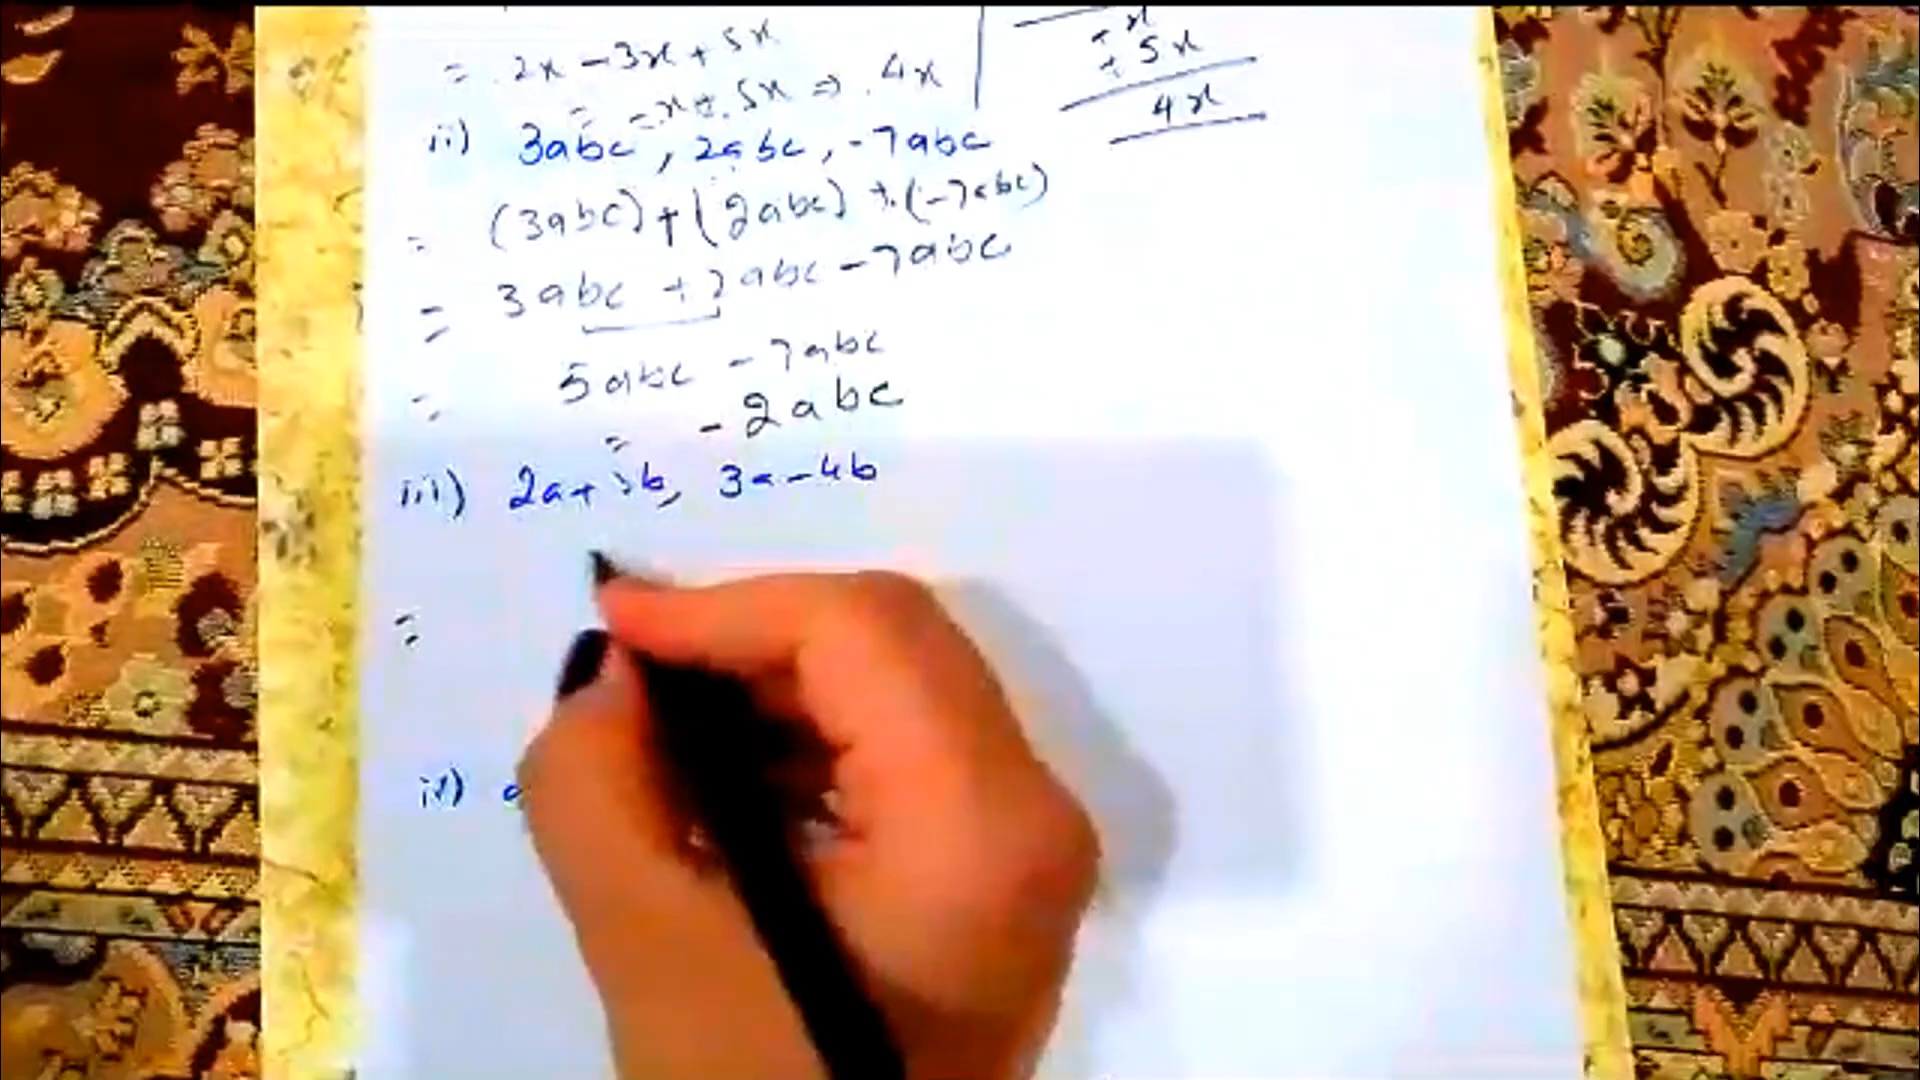 = 2x - 3x + 5x
= -x + 5x ⇒ 4x
-x
+ 5x
4x
ii) 3abc, 2abc, -7abc
= (3abc) + (2abc) + (-7abc)
= 3abc + 2abc - 7abc
= 5abc - 7abc
= - 2abc
iii) 2a + 3b, 3a - 4b
=
iv)